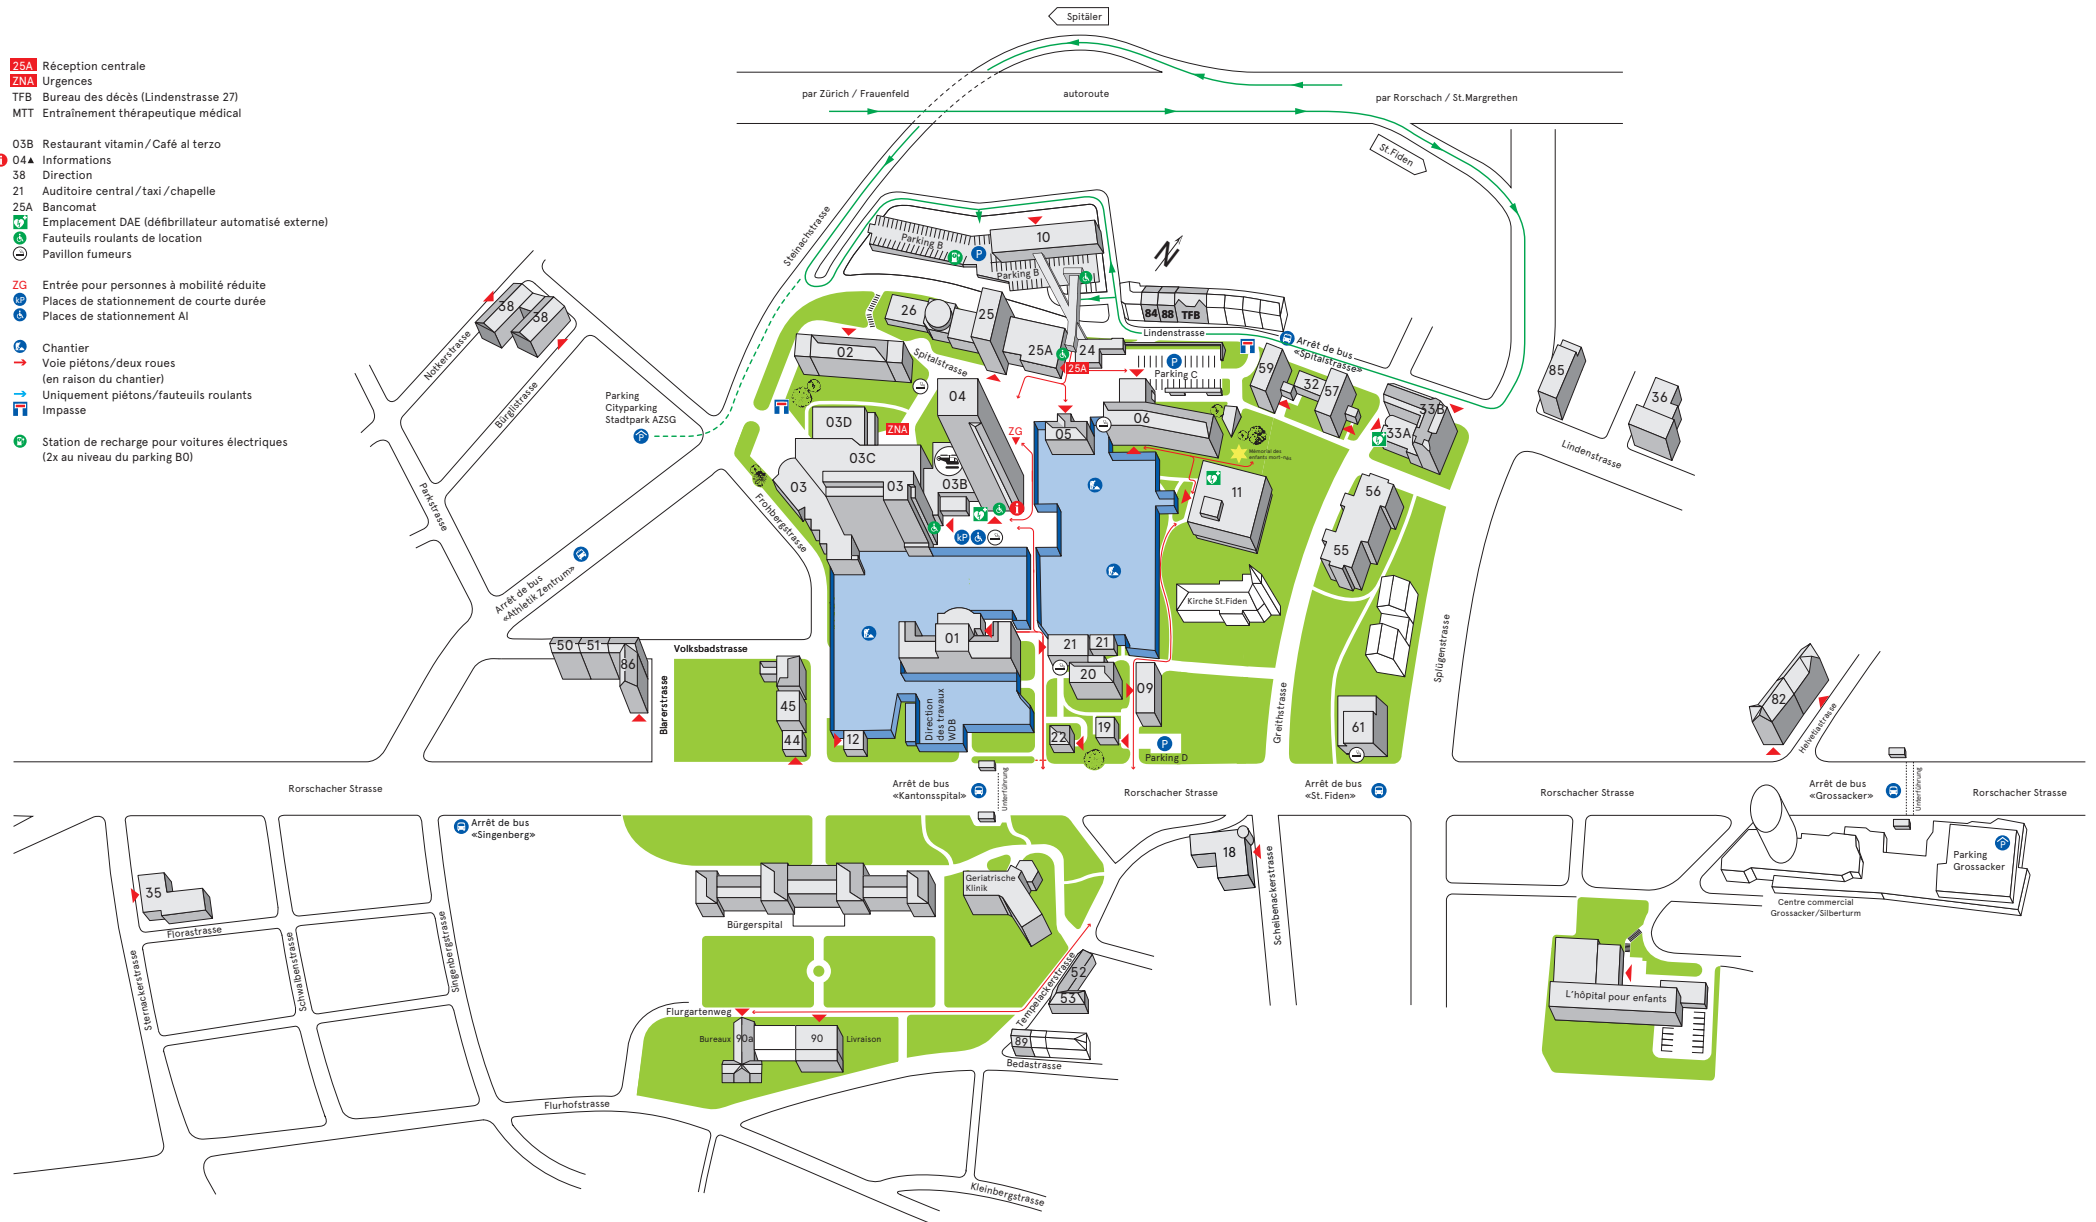 Spitäler
25A Réception centrale
ZNA Urgences
TFB Bureau des décès (Lindenstrasse 27)
MTT Entraînement thérapeutique médical
03B Restaurant vitamin/Café al terzo
i 04▲ Informations
38 Direction
21 Auditoire central/taxi/chapelle
25A Bancomat
Emplacement DAE (défibrillateur automatisé externe)
Fauteuils roulants de location
Pavillon fumeurs
ZG Entrée pour personnes à mobilité réduite
kP Places de stationnement de courte durée
Places de stationnement AI
Chantier
Voie piétons/deux roues
(en raison du chantier)
Uniquement piétons/fauteuils roulants
Impasse
Station de recharge pour voitures électriques
(2x au niveau du parking B0)
par Zürich / Frauenfeld
autoroute
par Rorschach / St.Margrethen
St.Fiden
Steinachstrasse
Parking B
P
10
Parking B
N
26
25
25A
24
25A
84 88 TFB
Lindenstrasse
Arrêt de bus
«Spitalstrasse»
P
Parking C
02
Spitalstrasse
38
38
Notkerstrasse
Bürglistrasse
Parking
Cityparking
Stadtpark AZSG
P
04
03D
ZNA
03C
03
03
03B
ZG
05
06
Mémorial des
enfants mort-nés
11
59
32
57
33B
33A
85
36
Lindenstrasse
56
55
i
kP
Parkstrasse
Frohbergstrasse
Arrêt de bus
«Athletik Zentrum»
Kirche St.Fiden
50
51
86
Volksbadstrasse
Blarerstrasse
45
44
12
01
Direction
des travaux
WDB
21
21
20
09
22
19
P
Parking D
Greithstrasse
Splügenstrasse
61
82
Helvetiastrasse
Rorschacher Strasse
Arrêt de bus
«Kantonsspital»
Unterführung
Rorschacher Strasse
Arrêt de bus
«St.Fiden»
Rorschacher Strasse
Arrêt de bus
«Grossacker»
Unterführung
Rorschacher Strasse
Arrêt de bus
«Singenberg»
35
Florastrasse
Sternackerstrasse
Schwalbenstrasse
Singenbergstrasse
Bürgerspital
Geriatrische
Klinik
18
Scheibenackerstrasse
P
Parking
Grossacker
Centre commercial
Grossacker/Silberturm
L'hôpital pour enfants
52
53
Tempelackerstrasse
89
Bedastrasse
Flurgartenweg
Bureaux
90a
90
Livraison
Flurhofstrasse
Kleinbergstrasse